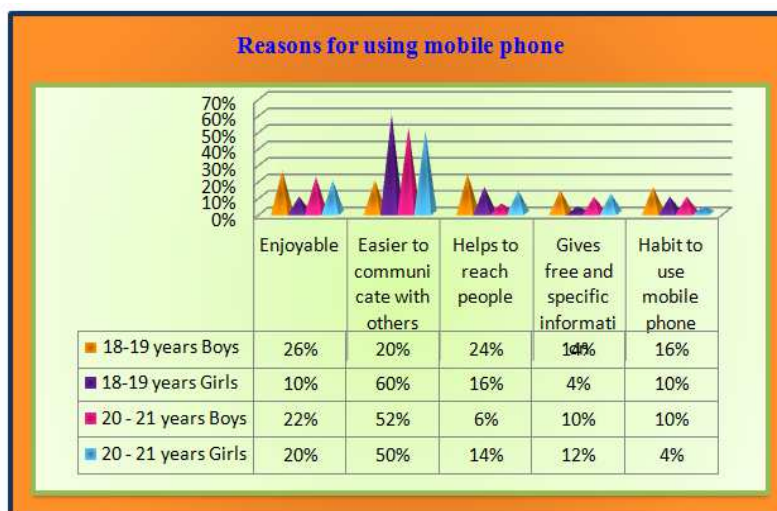 Reasons for using mobile phone
70%
60%
50%
40%
30%
20%
10%
0%
Enjoyable
Easier to
communi
cate with
others
Helps to
reach
people
Gives
free and
specific
informati
on
Habit to
use
mobile
phone
18-19 years Boys 26% 20% 24% 14% 16%
18-19 years Girls 10% 60% 16% 4% 10%
20 - 21 years Boys 22% 52% 6% 10% 10%
20 - 21 years Girls 20% 50% 14% 12% 4%